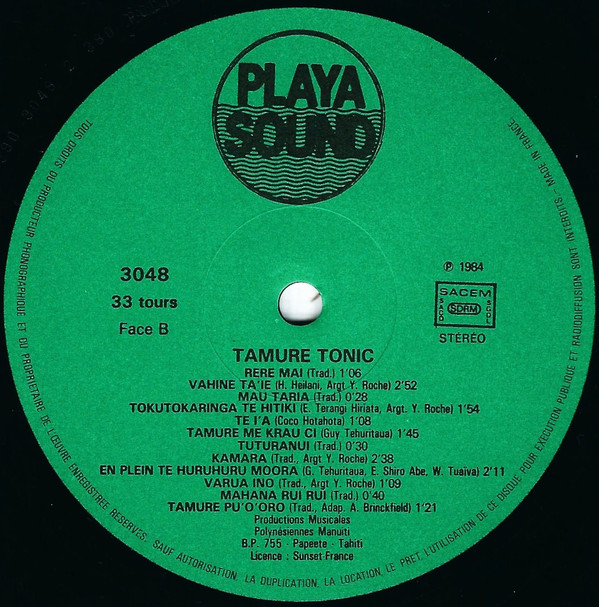 PLAYA
SOUND
3048
33 tours
Face B
℗ 1984
SACEM
SACD SDRM SGDL
STÉRÉO
TAMURE TONIC
RERE MAI (Trad.) 1'06
VAHINE TA'IE (H. Heilani, Argt Y. Roche) 2'52
MAU TARIA (Trad.) 0'28
TOKUTOKARINGA TE HITIKI (E. Terangi Hiriata, Argt. Y. Roche) 1'54
TE I'A (Coco Hotahota) 1'08
TAMURE ME KRAU CI (Guy Tehuritaua) 1'45
TUTURANUI (Trad.) 0'30
KAMARA (Trad., Argt Y. Roche) 2'38
EN PLEIN TE HURUHURU MOORA (G. Tehuritaua, E. Shiro Abe, W. Tuaïva) 2'11
VARUA INO (Trad., Argt Y. Roche) 1'09
MAHANA RUI RUI (Trad.) 0'40
TAMURE PU'O'ORO (Trad., Adap. A. Brinckfield) 1'21
Productions Musicales
Polynésiennes Manuiti
B.P. 755 - Papeete - Tahiti
Licence : Sunset-France
TOUS DROITS DU PRODUCTEUR PHONOGRAPHIQUE ET DU PROPRIETAIRE DE L'ŒUVRE ENREGISTREE RESERVES. SAUF AUTORISATION LA DUPLICATION, LA LOCATION, LE PRET, L'UTILISATION DE CE DISQUE POUR EXECUTION PUBLIQUE ET RADIODIFFUSION SONT INTERDITS - MADE IN FRANCE